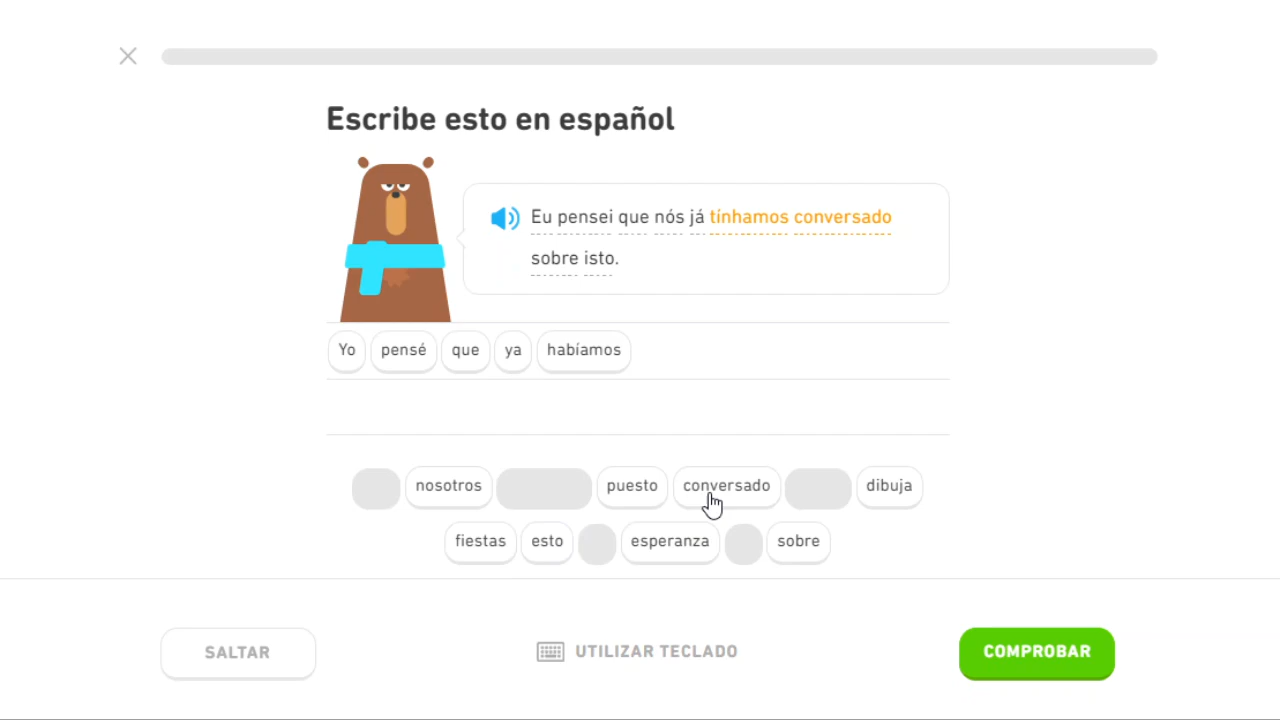 Escribe esto en español
Eu pensei que nós já tínhamos conversado
sobre isto.
Yo pensé que ya habíamos
nosotros puesto conversado dibuja
fiestas esto esperanza sobre
SALTAR UTILIZAR TECLADO COMPROBAR